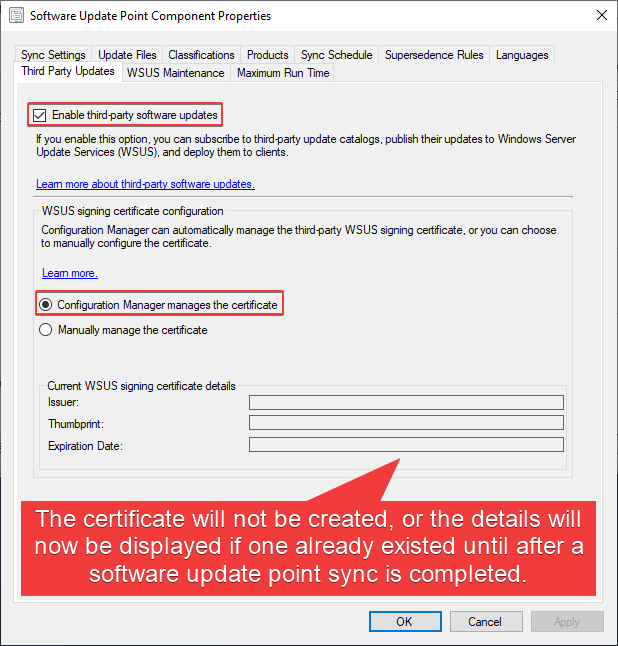 Software Update Point Component Properties
Sync Settings Update Files Classifications Products Sync Schedule Supersedence Rules Languages
Third Party Updates WSUS Maintenance Maximum Run Time
Enable third-party software updates
If you enable this option, you can subscribe to third-party update catalogs, publish their updates to Windows Server
Update Services (WSUS), and deploy them to clients.
Learn more about third-party software updates.
WSUS signing certificate configuration
Configuration Manager can automatically manage the third-party WSUS signing certificate, or you can choose
to manually configure the certificate.
Learn more.
Configuration Manager manages the certificate
Manually manage the certificate
Current WSUS signing certificate details
Issuer:
Thumbprint:
Expiration Date:
The certificate will not be created, or the details will
now be displayed if one already existed until after a
software update point sync is completed.
OK Cancel Apply